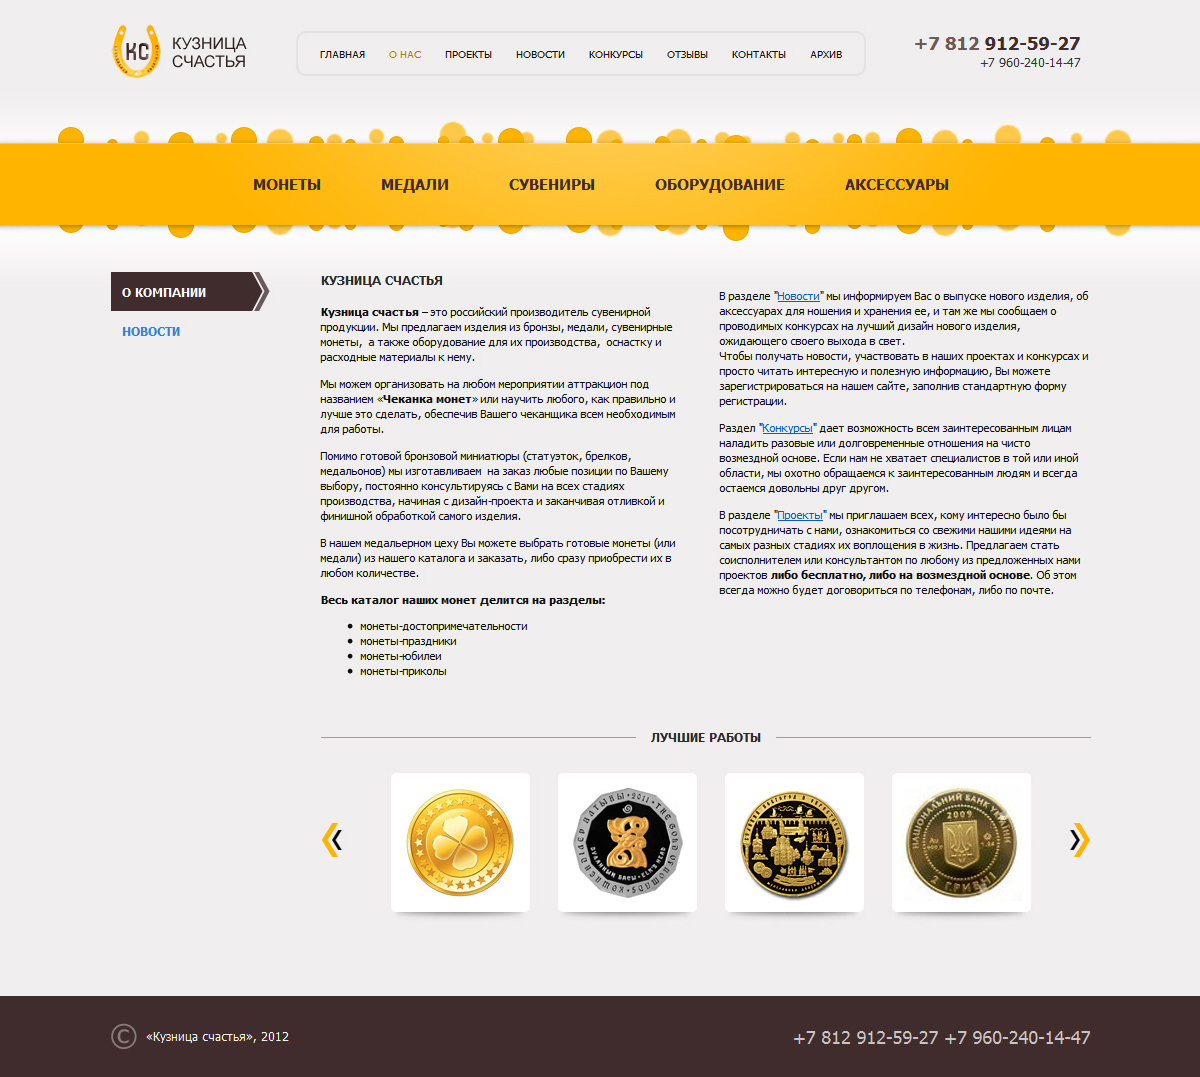 КС
КУЗНИЦА
СЧАСТЬЯ
ГЛАВНАЯ О НАС ПРОЕКТЫ НОВОСТИ КОНКУРСЫ ОТЗЫВЫ КОНТАКТЫ АРХИВ
+7 812 912-59-27
+7 960-240-14-47
МОНЕТЫ МЕДАЛИ СУВЕНИРЫ ОБОРУДОВАНИЕ АКСЕССУАРЫ
О КОМПАНИИ
НОВОСТИ
КУЗНИЦА СЧАСТЬЯ
Кузница счастья – это российский производитель сувенирной
продукции. Мы предлагаем изделия из бронзы, медали, сувенирные
монеты,  а также оборудование для их производства,  оснастку и
расходные материалы к нему.
Мы можем организовать на любом мероприятии аттракцион под
названием «Чеканка монет» или научить любого, как правильно и
лучше это сделать, обеспечив Вашего чеканщика всем необходимым
для работы.
Помимо готовой бронзовой миниатюры (статуэток, брелков,
медальонов) мы изготавливаем  на заказ любые позиции по Вашему
выбору, постоянно консультируясь с Вами на всех стадиях
производства, начиная с дизайн-проекта и заканчивая отливкой и
финишной обработкой самого изделия.
В нашем медальерном цеху Вы можете выбрать готовые монеты (или
медали) из нашего каталога и заказать, либо сразу приобрести их в
любом количестве.
Весь каталог наших монет делится на разделы:
• монеты-достопримечательности
• монеты-праздники
• монеты-юбилеи
• монеты-приколы
В разделе "Новости" мы информируем Вас о выпуске нового изделия, об
аксессуарах для ношения и хранения ее, и там же мы сообщаем о
проводимых конкурсах на лучший дизайн нового изделия,
ожидающего своего выхода в свет.
Чтобы получать новости, участвовать в наших проектах и конкурсах и
просто читать интересную и полезную информацию, Вы можете
зарегистрироваться на нашем сайте, заполнив стандартную форму
регистрации.
Раздел "Конкурсы" дает возможность всем заинтересованным лицам
наладить разовые или долговременные отношения на чисто
возмездной основе. Если нам не хватает специалистов в той или иной
области, мы охотно обращаемся к заинтересованным людям и всегда
остаемся довольны друг другом.
В разделе "Проекты" мы приглашаем всех, кому интересно было бы
посотрудничать с нами, ознакомиться со свежими нашими идеями на
самых разных стадиях их воплощения в жизнь. Предлагаем стать
соисполнителем или консультантом по любому из предложенных нами
проектов либо бесплатно, либо на возмездной основе. Об этом
всегда можно будет договориться по телефонам, либо по почте.
ЛУЧШИЕ РАБОТЫ
2011 • THE GOLD OF NOMADS
НАЦІОНАЛЬНИЙ БАНК УКРАЇНИ
2009
2 ГРИВНІ
© «Кузница счастья», 2012
+7 812 912-59-27 +7 960-240-14-47